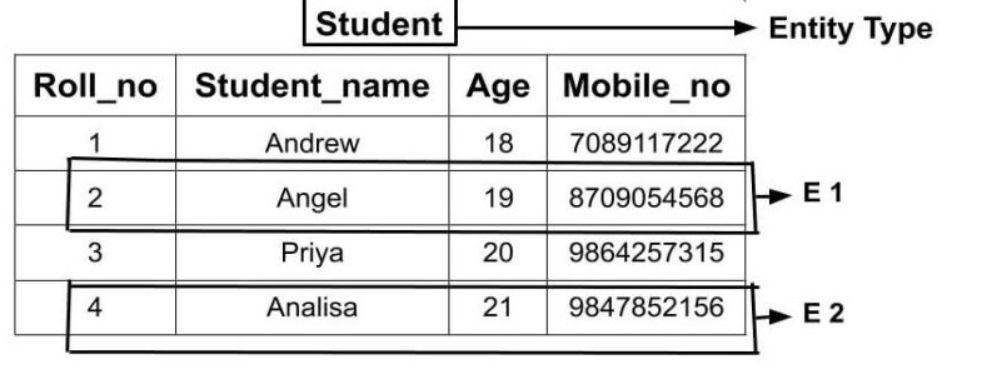 Student Entity Type
Roll_no Student_name Age Mobile_no
1 Andrew 18 7089117222
2 Angel 19 8709054568 E 1
3 Priya 20 9864257315
4 Analisa 21 9847852156 E 2